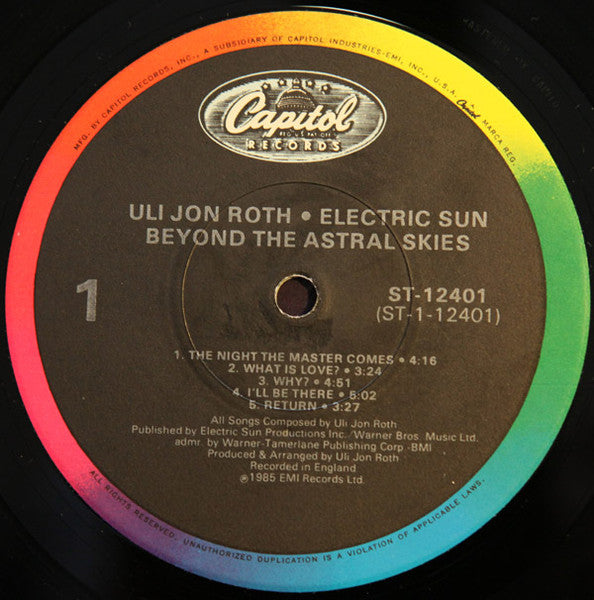 MFG. BY CAPITOL RECORDS, INC., A SUBSIDIARY OF CAPITOL INDUSTRIES-EMI, INC., U.S.A. Capitol MARCA REG.
Capitol
RECORDS
ULI JON ROTH • ELECTRIC SUN
BEYOND THE ASTRAL SKIES
1
ST-12401
(ST-1-12401)
1. THE NIGHT THE MASTER COMES • 4:16
2. WHAT IS LOVE? • 3:24
3. WHY? • 4:51
4. I'LL BE THERE • 5:02
5. RETURN • 3:27
All Songs Composed by Uli Jon Roth
Published by Electric Sun Productions Inc./Warner Bros. Music Ltd.
admr. by Warner-Tamerlane Publishing Corp -BMI
Produced & Arranged by Uli Jon Roth
Recorded in England
℗1985 EMI Records Ltd.
ALL RIGHTS RESERVED. UNAUTHORIZED DUPLICATION IS A VIOLATION OF APPLICABLE LAWS.